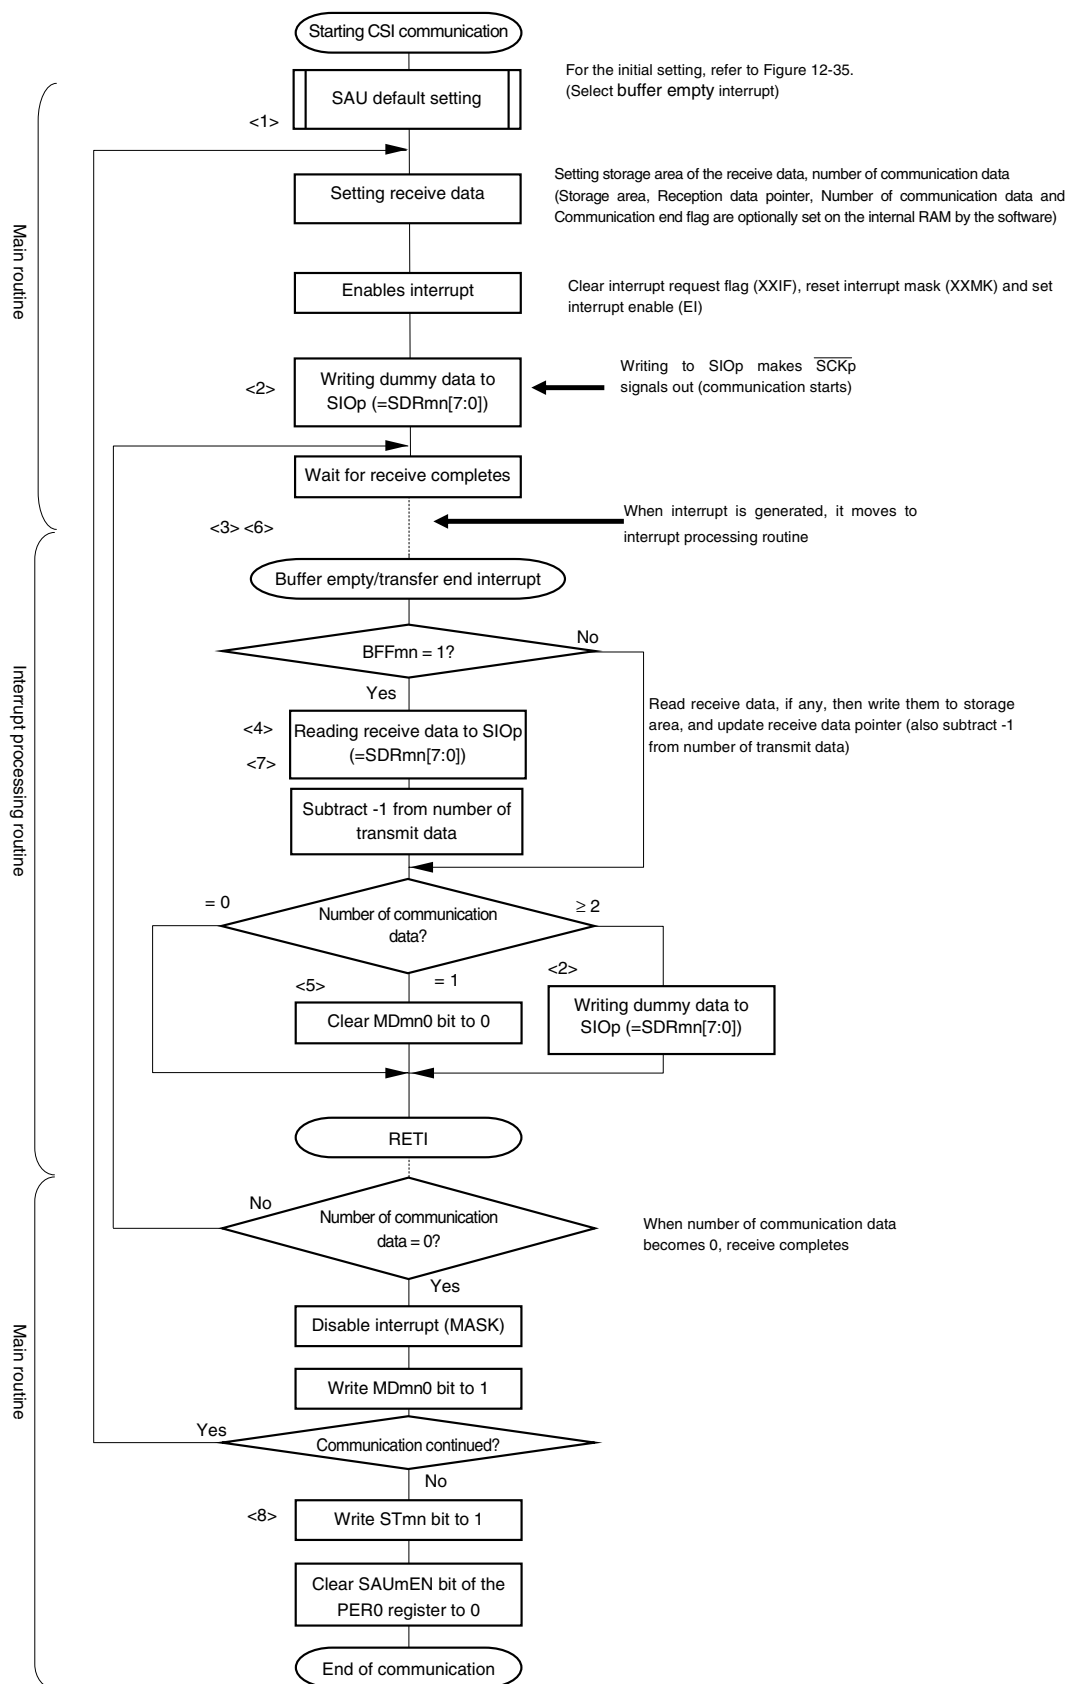 Starting CSI communication
For the initial setting, refer to Figure 12-35.
(Select buffer empty interrupt)
SAU default setting
<1>
Setting receive data
Setting storage area of the receive data, number of communication data
(Storage area, Reception data pointer, Number of communication data and
Communication end flag are optionally set on the internal RAM by the software)
Main routine
Enables interrupt
Clear interrupt request flag (XXIF), reset interrupt mask (XXMK) and set
interrupt enable (EI)
<2>
Writing dummy data to
SIOp (=SDRmn[7:0])
Writing to SIOp makes SCKp
signals out (communication starts)
Wait for receive completes
<3> <6>
When interrupt is generated, it moves to
interrupt processing routine
Buffer empty/transfer end interrupt
BFFmn = 1?
No
Yes
Interrupt processing routine
<4>
<7>
Reading receive data to SIOp
(=SDRmn[7:0])
Read receive data, if any, then write them to storage
area, and update receive data pointer (also subtract -1
from number of transmit data)
Subtract -1 from number of
transmit data
= 0
Number of communication
data?
≥ 2
= 1
<5>
Clear MDmn0 bit to 0
<2>
Writing dummy data to
SIOp (=SDRmn[7:0])
RETI
No
Number of communication
data = 0?
When number of communication data
becomes 0, receive completes
Yes
Main routine
Disable interrupt (MASK)
Write MDmn0 bit to 1
Yes
Communication continued?
No
<8>
Write STmn bit to 1
Clear SAUmEN bit of the
PER0 register to 0
End of communication